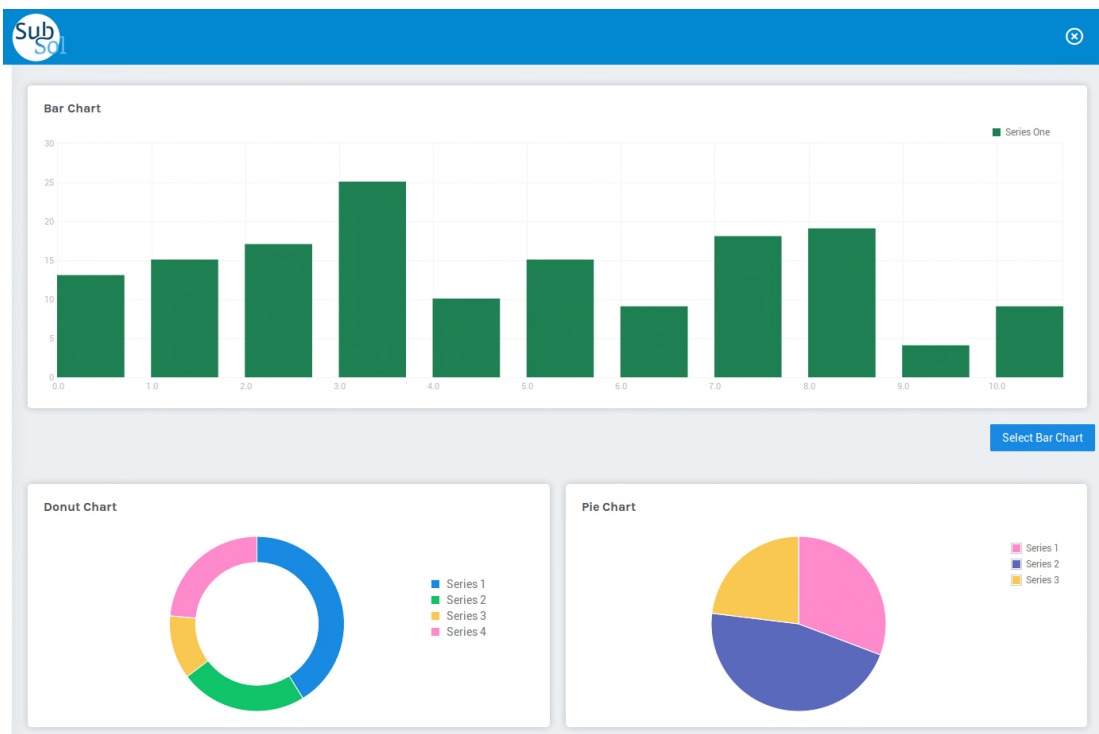 Sub
Sol
Bar Chart
Series One
30
25
20
15
10
5
0
0.0 1.0 2.0 3.0 4.0 5.0 6.0 7.0 8.0 9.0 10.0
Select Bar Chart
Donut Chart
Series 1
Series 2
Series 3
Series 4
Pie Chart
Series 1
Series 2
Series 3